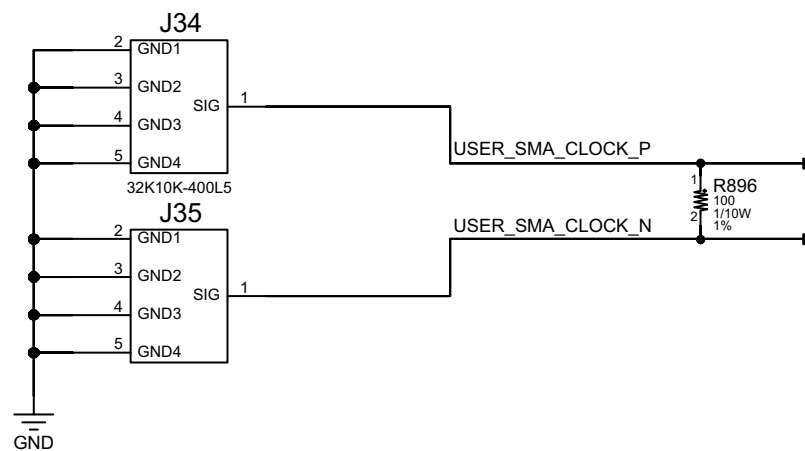 J34
2 GND1
3 GND2
4 GND3
5 GND4
SIG 1
32K10K-400L5
J35
2 GND1
3 GND2
4 GND3
5 GND4
SIG 1
USER_SMA_CLOCK_P
1
R896
100
1/10W
1%
2
USER_SMA_CLOCK_N
GND